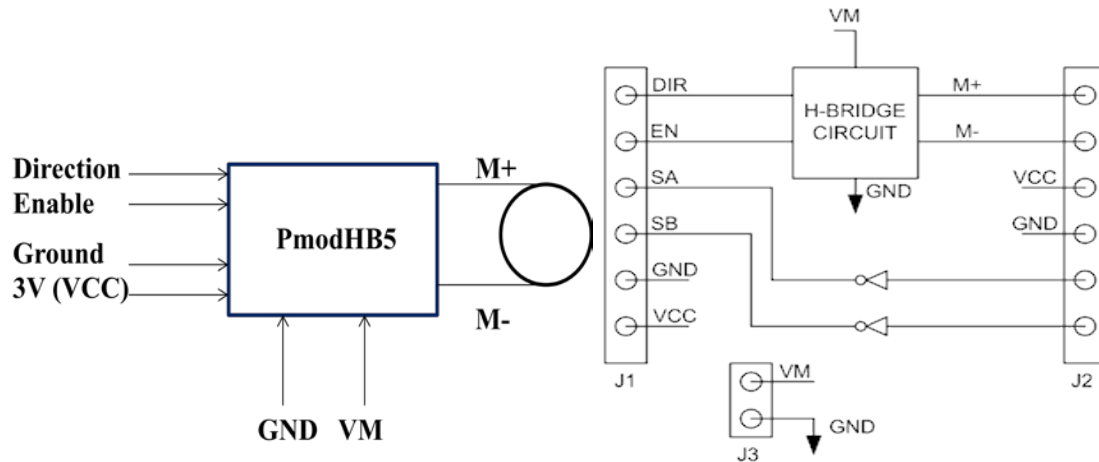 Direction
Enable
Ground
3V (VCC)
PmodHB5
M+
M-
GND
VM
VM
DIR
EN
SA
SB
GND
VCC
J1
H-BRIDGE
CIRCUIT
GND
M+
M-
VCC
GND
J2
VM
GND
J3